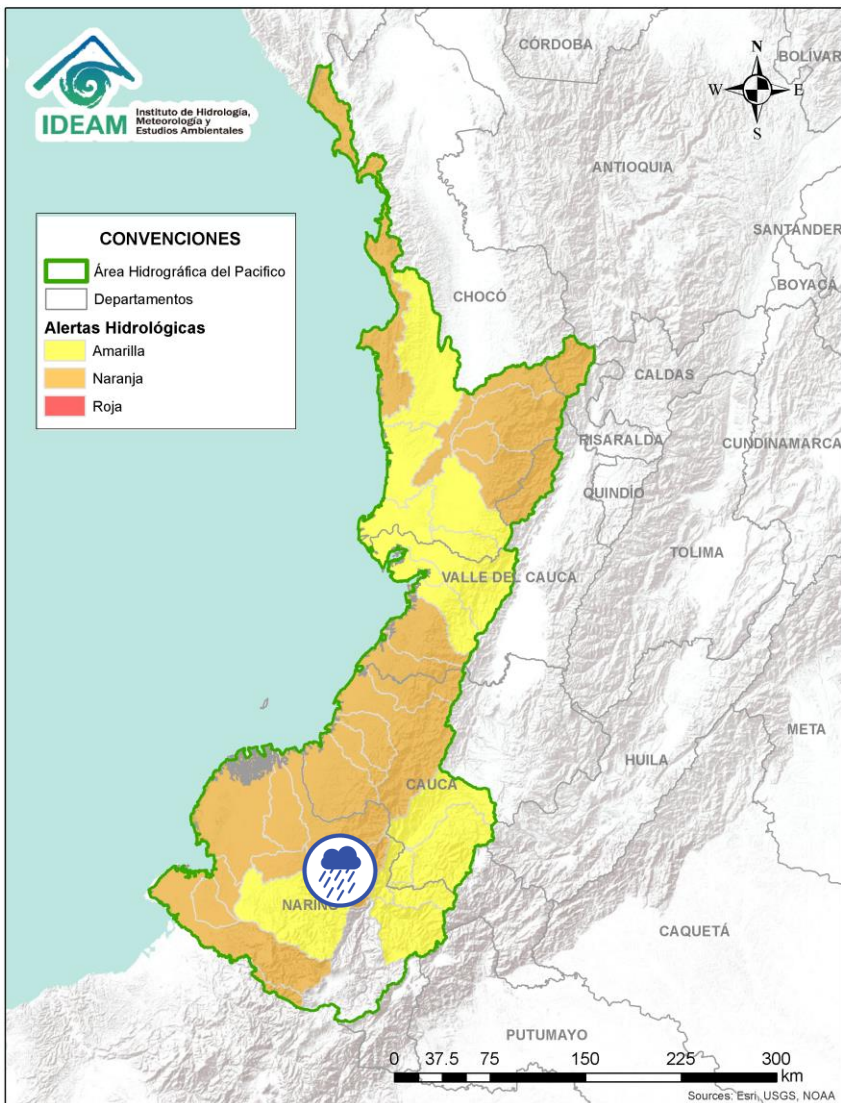 IDEAM
Instituto de Hidrología,
Meteorología y
Estudios Ambientales
CÓRDOBA
BOLÍVAR
N
W
E
S
ANTIOQUIA
SANTANDER
BOYACÁ
CONVENCIONES
Área Hidrográfica del Pacifico
Departamentos
Alertas Hidrológicas
Amarilla
Naranja
Roja
CHOCÓ
CALDAS
RISARALDA
CUNDINAMARCA
QUINDÍO
TOLIMA
VALLE DEL CAUCA
META
HUILA
CAUCA
NARIÑO
CAQUETÁ
PUTUMAYO
0 37.5 75 150 225 300
km
Sources: Esri, USGS, NOAA